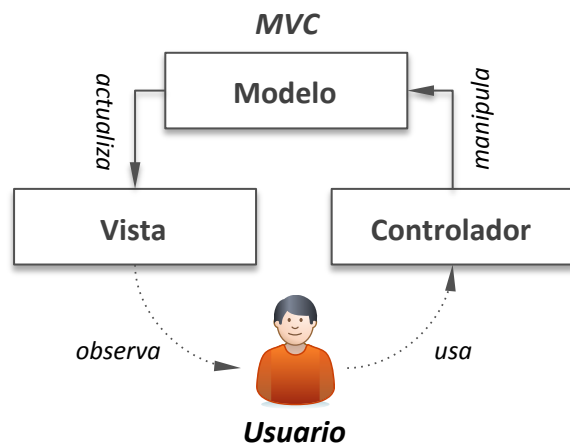 MVC
Modelo
actualiza
manipula
Vista
Controlador
observa
usa
Usuario